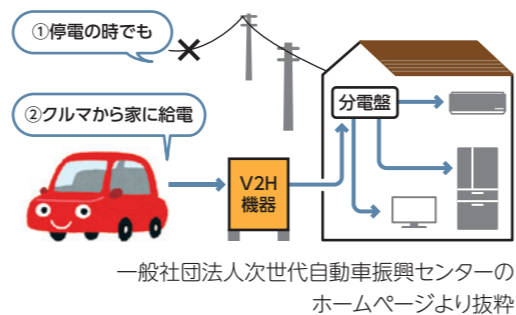 ①停電の時でも
②クルマから家に給電
分電盤
V2H
機器
一般社団法人次世代自動車振興センターの
ホームページより抜粋